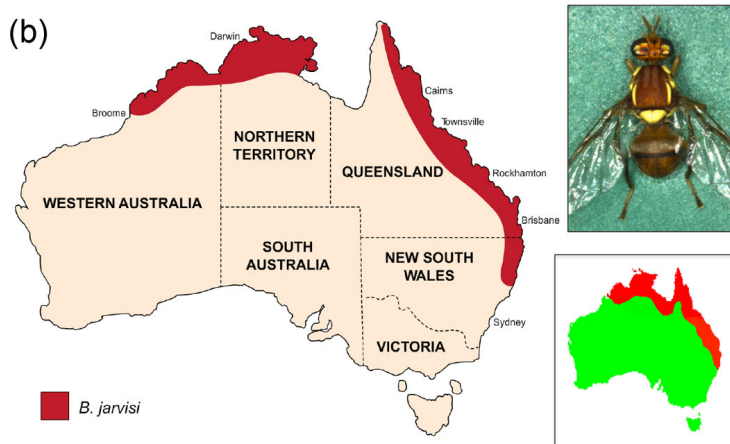 (b)
Darwin
Broome
Cairns
Townsville
NORTHERN
TERRITORY
QUEENSLAND
Rockhamton
WESTERN AUSTRALIA
Brisbane
SOUTH
AUSTRALIA
NEW SOUTH
WALES
Sydney
VICTORIA
B. jarvisi